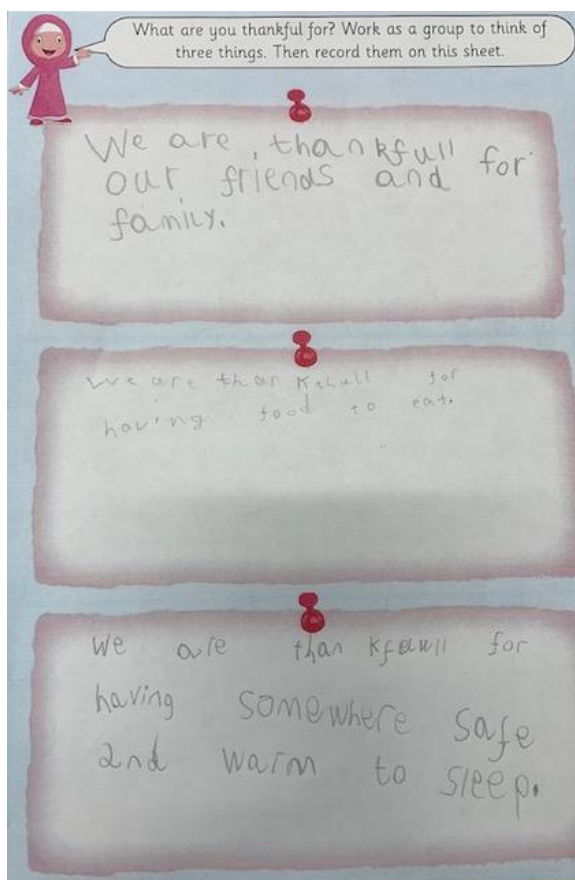 What are you thankful for? Work as a group to think of
three things. Then record them on this sheet.
We are, thankfull for
our friends and
family.
We are thankthull for
having food to eat.
We are for
having somewhere safe
and warm to sleep.